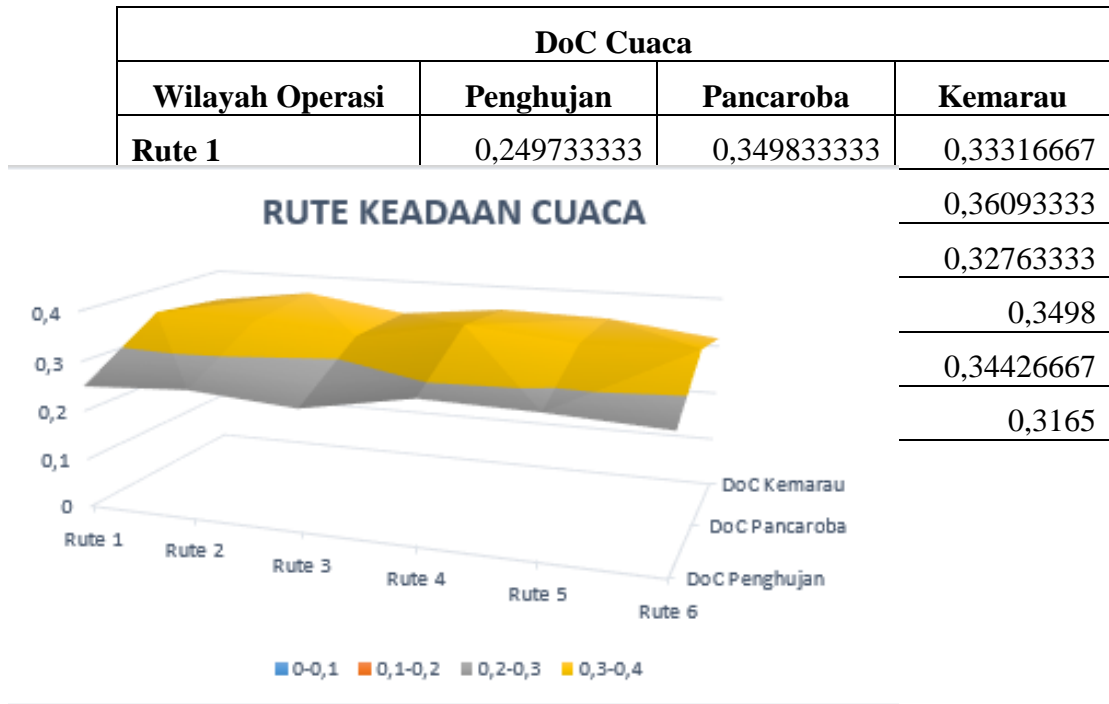 DoC Cuaca
Wilayah Operasi Penghujan Pancaroba Kemarau
Rute 1 0,249733333 0,349833333 0,33316667
0,36093333
0,32763333
0,3498
0,34426667
0,3165
RUTE KEADAAN CUACA
0,4
0,3
0,2
0,1
0
Rute 1
Rute 2
Rute 3
Rute 4
Rute 5
Rute 6
DoC Kemarau
DoC Pancaroba
DoC Penghujan
0-0,1 0,1-0,2 0,2-0,3 0,3-0,4